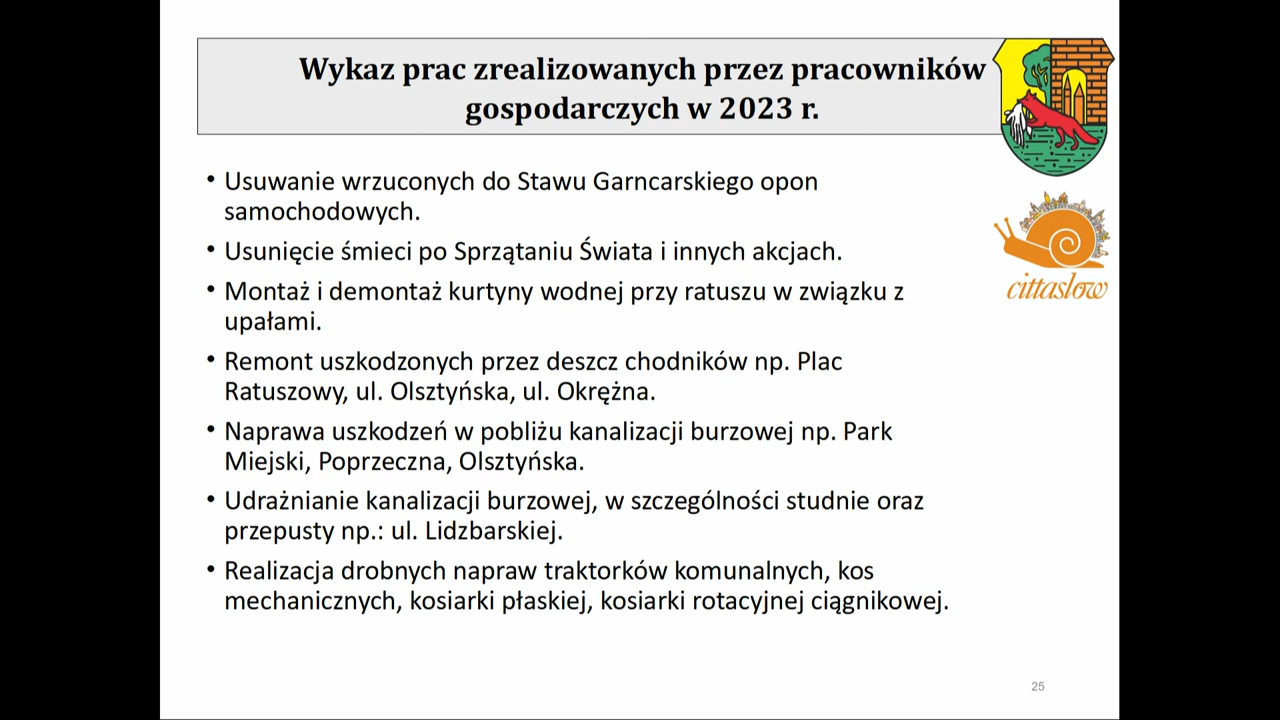 Wykaz prac zrealizowanych przez pracowników
gospodarczych w 2023 r.
• Usuwanie wrzuconych do Stawu Garncarskiego opon
samochodowych.
• Usunięcie śmieci po Sprzątaniu Świata i innych akcjach.
• Montaż i demontaż kurtyny wodnej przy ratuszu w związku z
upałami.
• Remont uszkodzonych przez deszcz chodników np. Plac
Ratuszowy, ul. Olsztyńska, ul. Okrężna.
• Naprawa uszkodzeń w pobliżu kanalizacji burzowej np. Park
Miejski, Poprzeczna, Olsztyńska.
• Udrażnianie kanalizacji burzowej, w szczególności studnie oraz
przepusty np.: ul. Lidzbarskiej.
• Realizacja drobnych napraw traktorków komunalnych, kos
mechanicznych, kosiarki płaskiej, kosiarki rotacyjnej ciągnikowej.
cittaslow
25